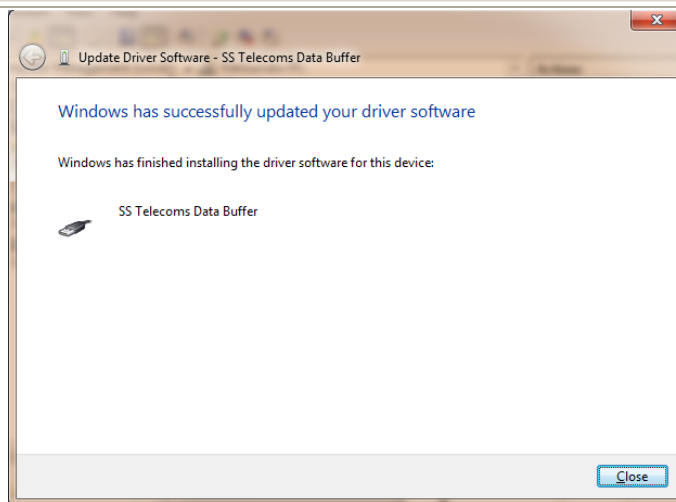 Update Driver Software - SS Telecoms Data Buffer
Windows has successfully updated your driver software
Windows has finished installing the driver software for this device:
SS Telecoms Data Buffer
Close